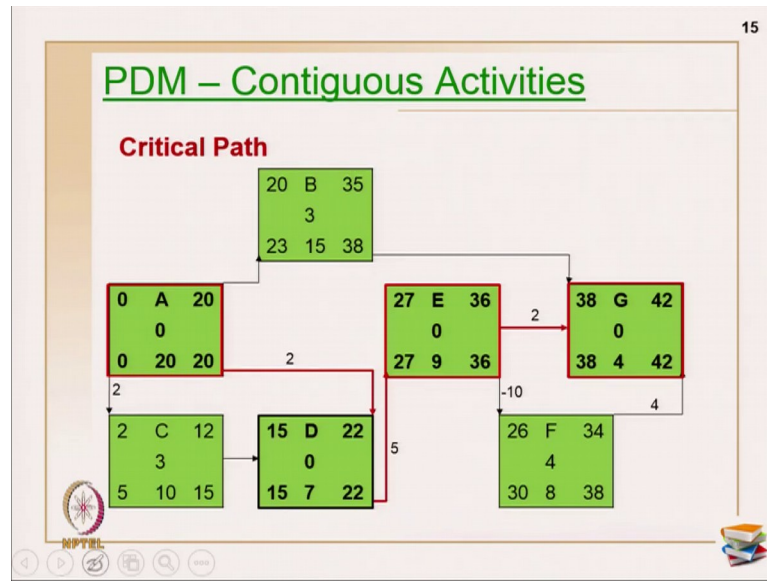 15
PDM – Contiguous Activities
Critical Path
20 B 35
3
23 15 38
0 A 20
0
0 20 20
2
27 E 36
0
27 9 36
2
38 G 42
0
38 4 42
2
2 C 12
3
5 10 15
15 D 22
0
15 7 22
5
-10
26 F 34
4
30 8 38
4
NPTEL